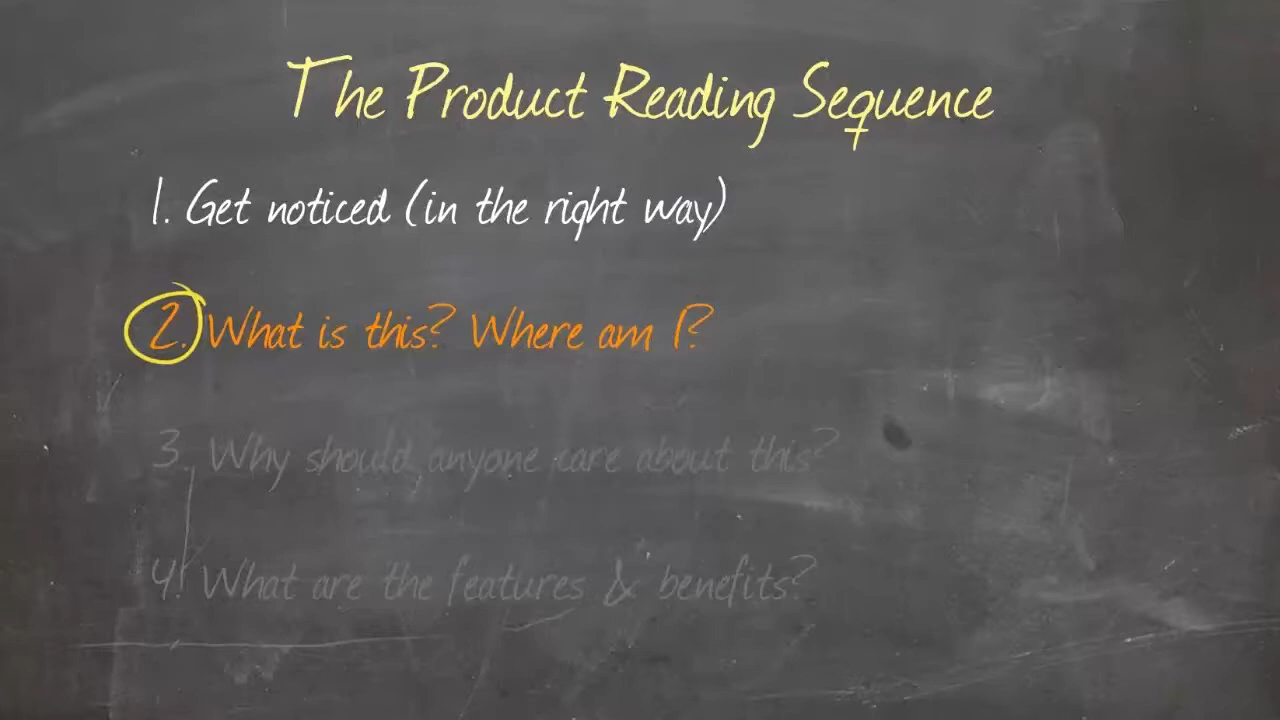 The Product Reading Sequence
1. Get noticed (in the right way)
2. What is this? Where am I?
3. Why should anyone care about this?
4. What are the features & benefits?